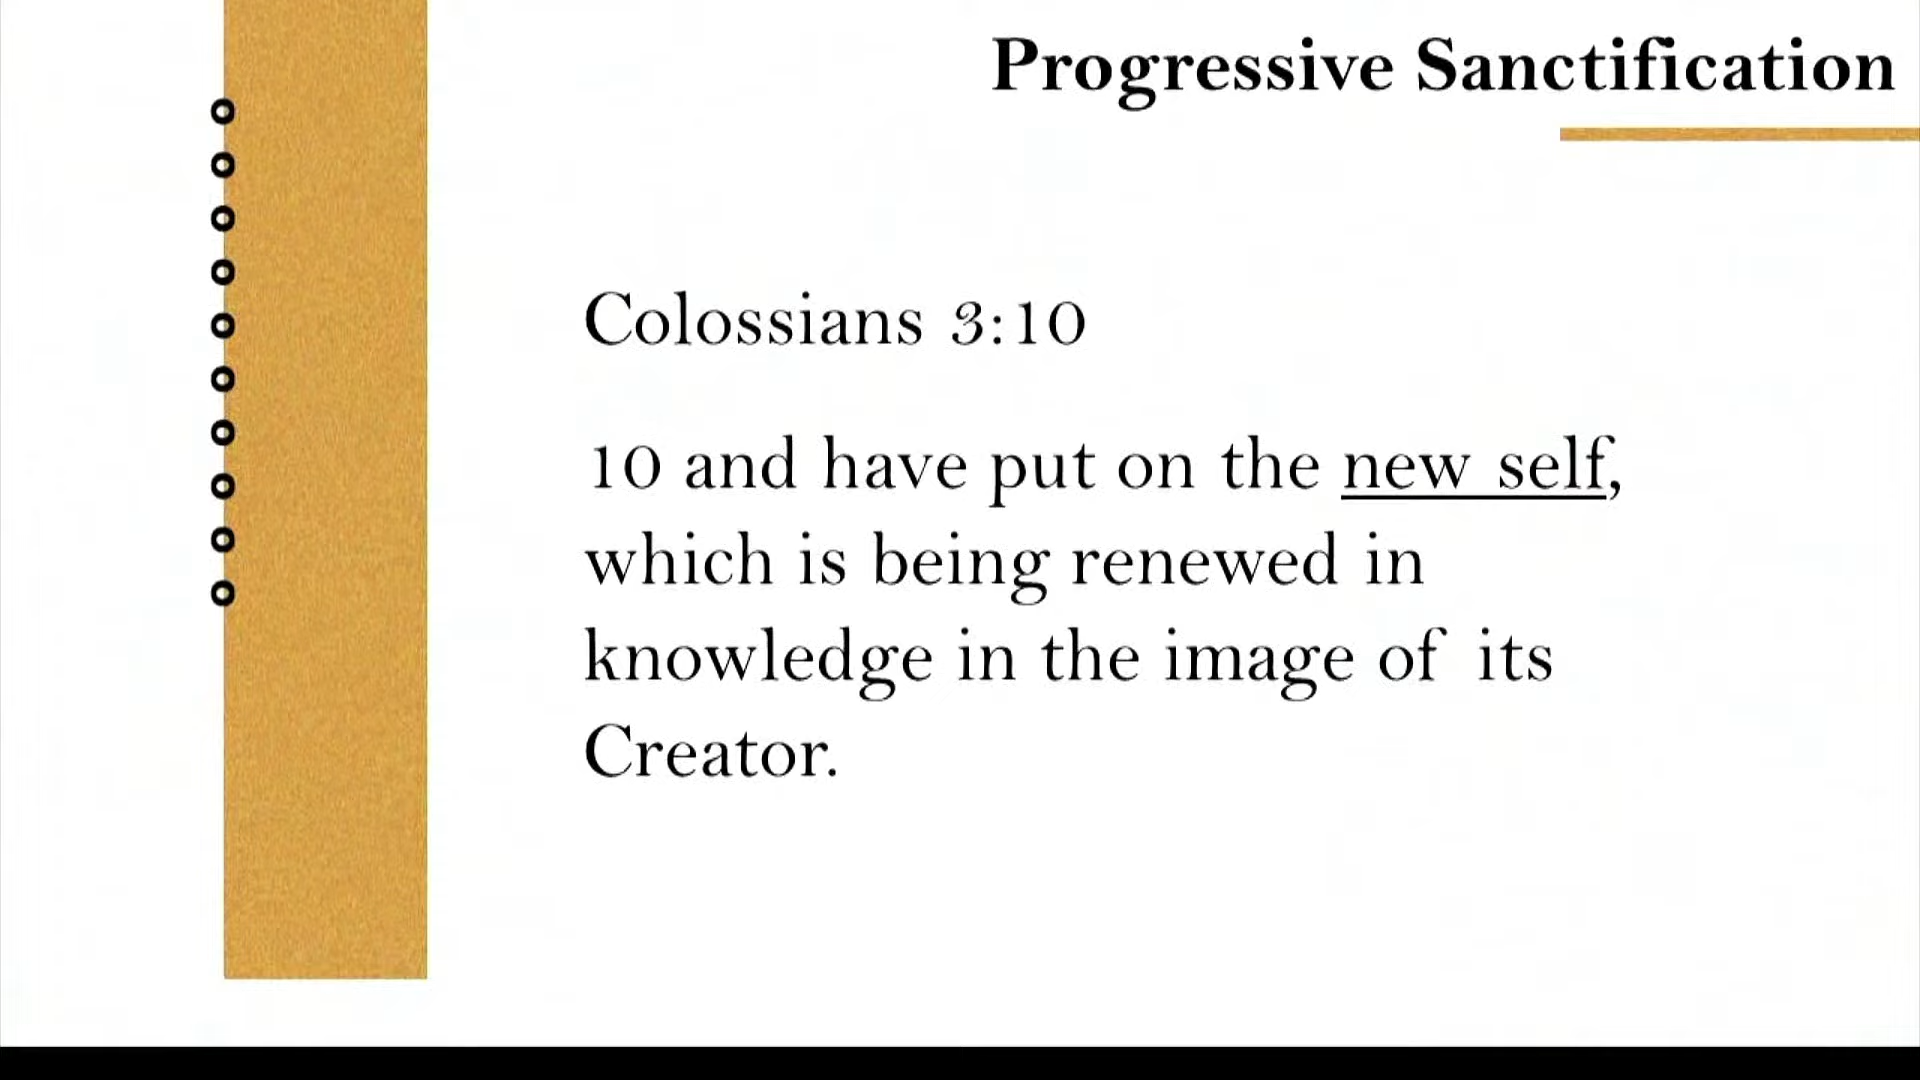 Progressive Sanctification
Colossians 3:10
10 and have put on the new self,
which is being renewed in
knowledge in the image of its
Creator.